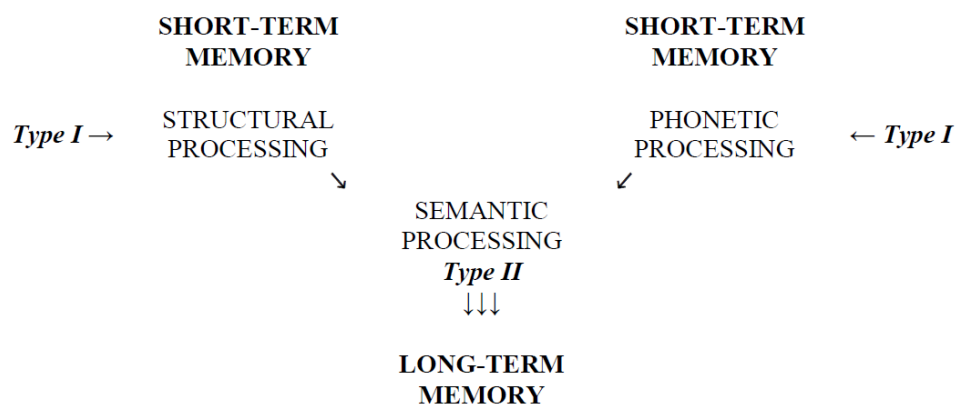 SHORT-TERM
MEMORY
SHORT-TERM
MEMORY
Type I →
STRUCTURAL
PROCESSING
PHONETIC
PROCESSING
← Type I
↘ ↙
SEMANTIC
PROCESSING
Type II
↓↓↓
LONG-TERM
MEMORY